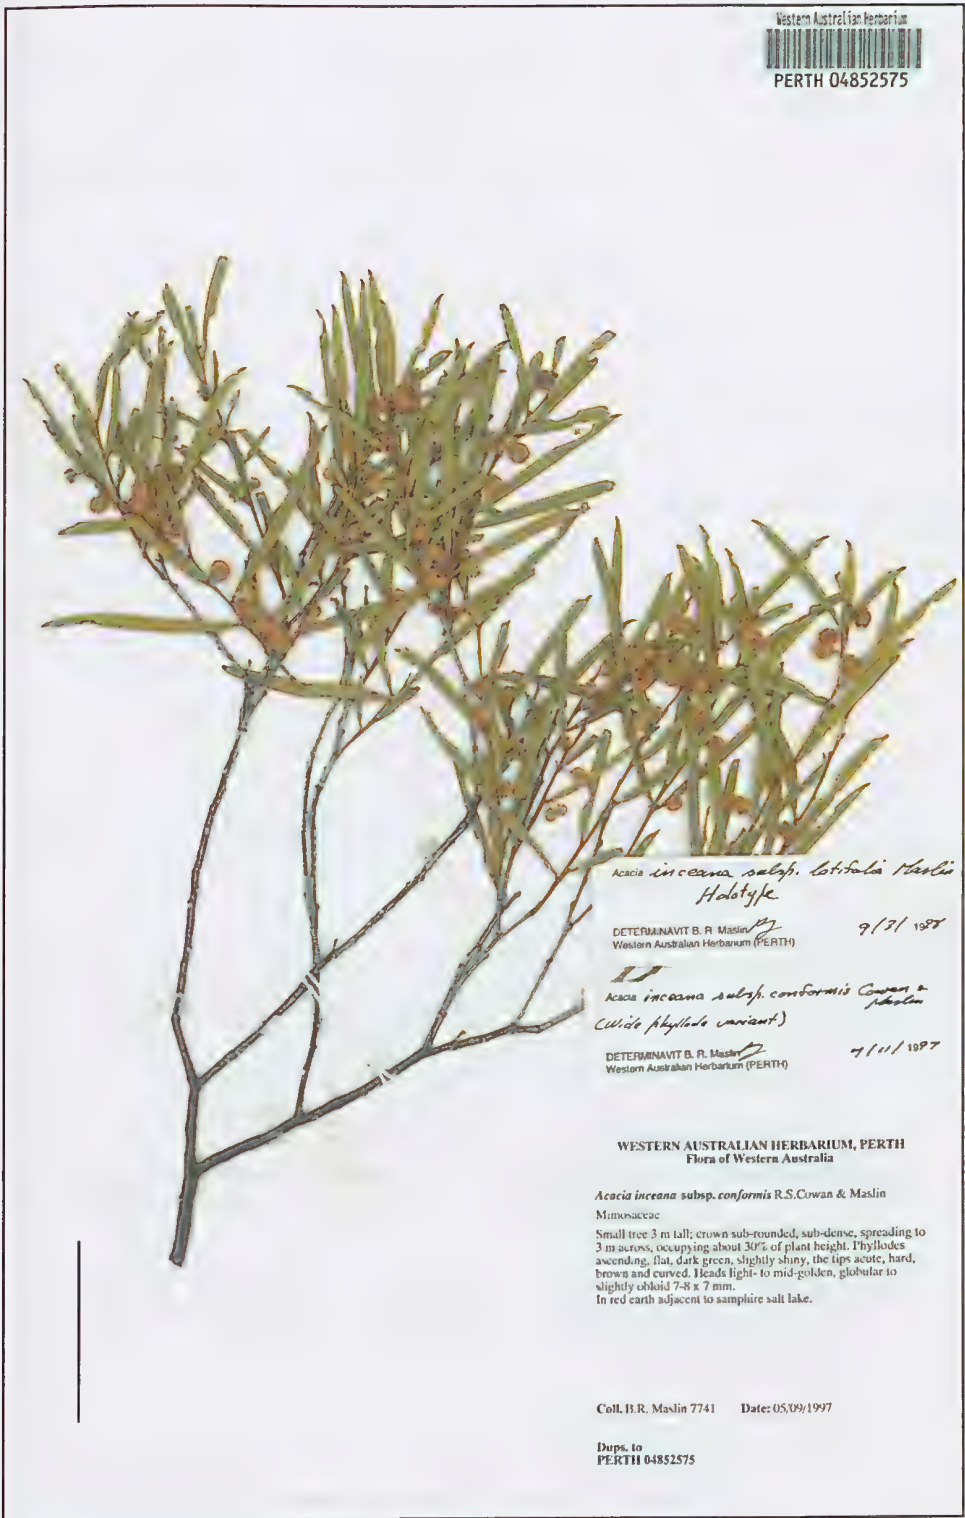 Western Australian Herbarium
PERTH 04852575
Acacia inceana subsp. latifolia Maslin
Holotype
DETERMINAVIT B. R. Maslin
Western Australian Herbarium (PERTH)
9/3/
Acacia inceana subsp. conformis Cowan &
Maslin
(Wide phyllode variant)
DETERMINAVIT B. R. Maslin
Western Australian Herbarium (PERTH)
7/11/1997
WESTERN AUSTRALIAN HERBARIUM, PERTH
Flora of Western Australia
Acacia inceana subsp. conformis R.S.Cowan & Maslin
Mimosaceae
Small tree 3 m tall; crown sub-rounded, sub-dense, spreading to
3 m across, occupying about 30% of plant height. Phyllodes
ascending, flat, dark green, slightly shiny, the tips acute, hard,
brown and curved. Heads light- to mid-golden, globular to
slightly obloid 7-8 x 7 mm.
In red earth adjacent to samphire salt lake.
Coll. B.R. Maslin 7741 Date: 05/09/1997
Dups. to
PERTH 04852575